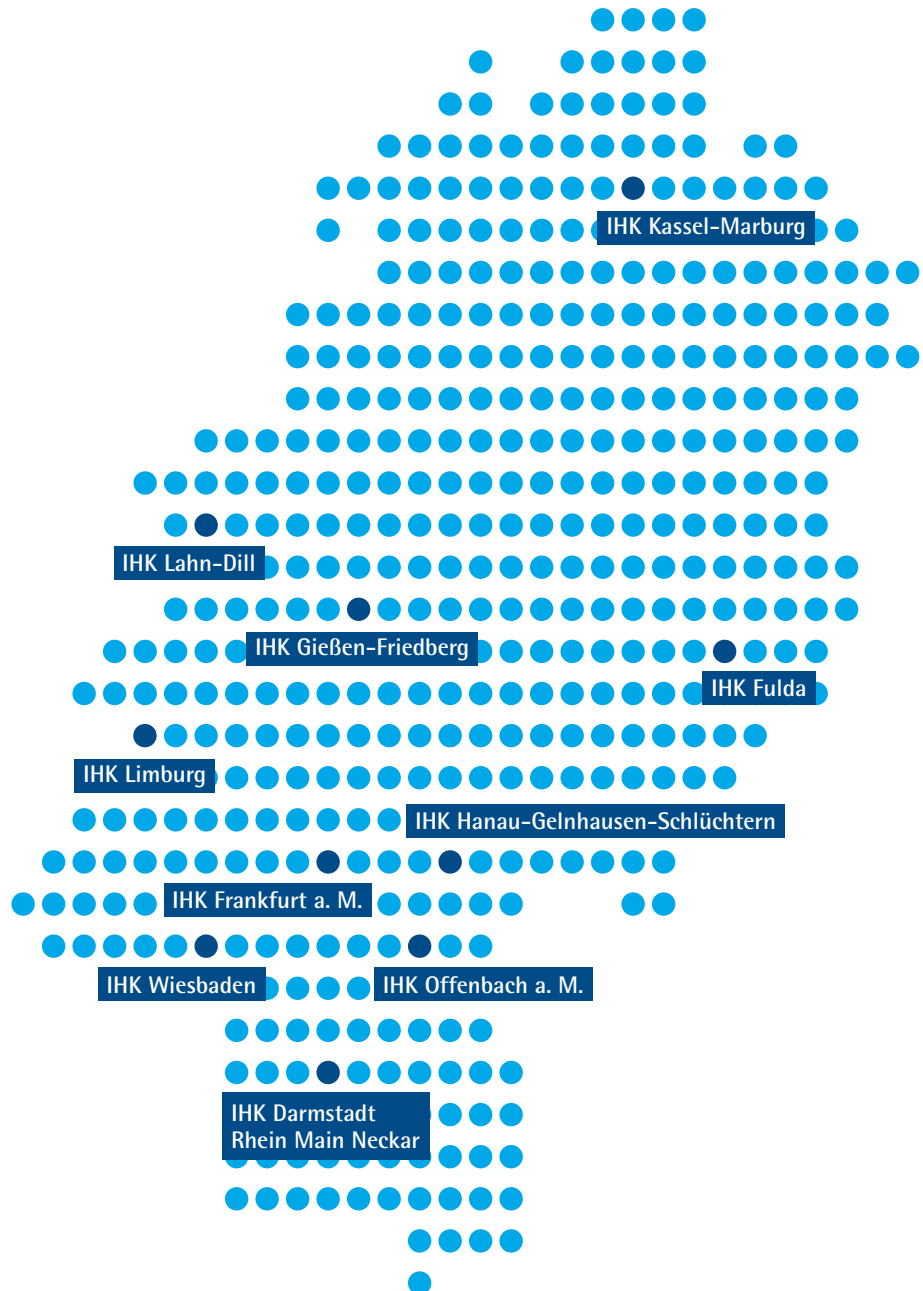 IHK Kassel-Marburg
IHK Lahn-Dill
IHK Gießen-Friedberg
IHK Fulda
IHK Limburg
IHK Hanau-Gelnhausen-Schlüchtern
IHK Frankfurt a. M.
IHK Wiesbaden
IHK Offenbach a. M.
IHK Darmstadt
Rhein Main Neckar